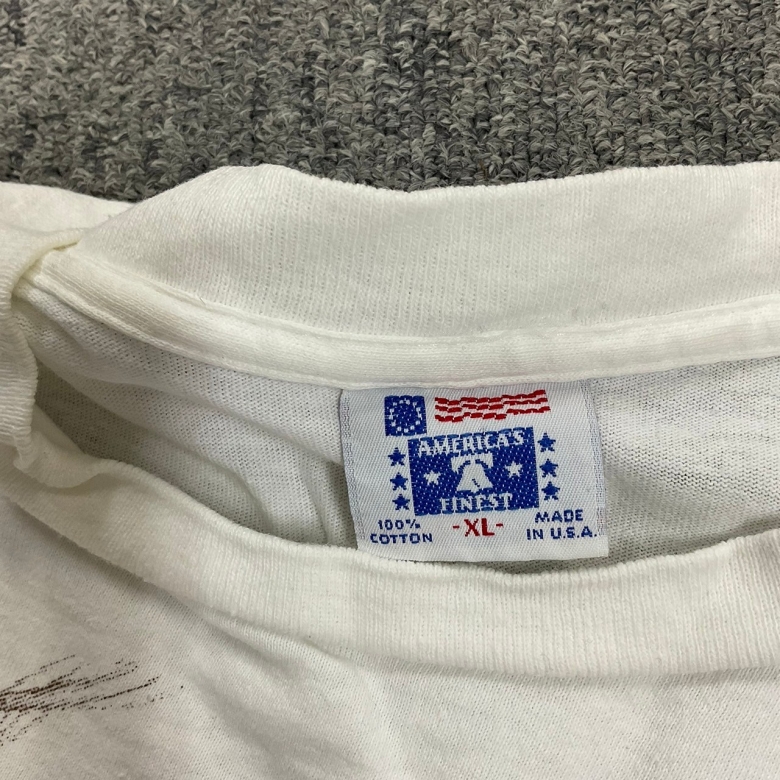 AMERICA'S
FINEST
100% COTTON
-XL-
MADE IN U.S.A.